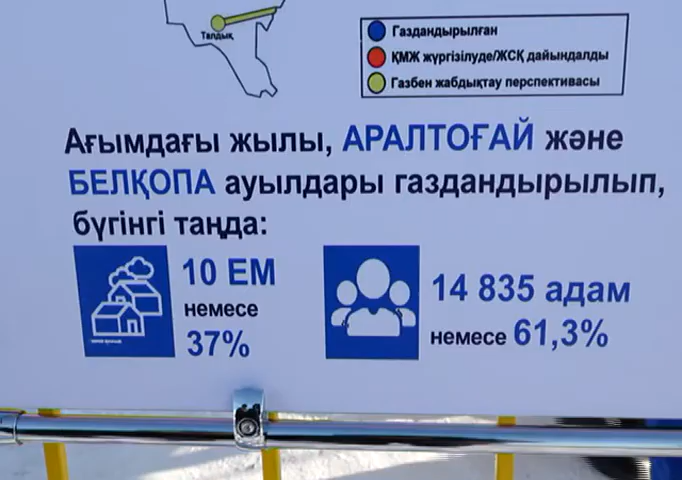 Талдық
Газдандырылған
ҚМЖ жүргізілуде/ЖСҚ дайындалды
Газбен жабдықтау перспективасы
Ағымдағы жылы, АРАЛТОҒАЙ және
БЕЛҚОПА ауылдары газдандырылып,
бүгінгі таңда:
10 ЕМ
немесе
37%
14 835 адам
немесе 61,3%